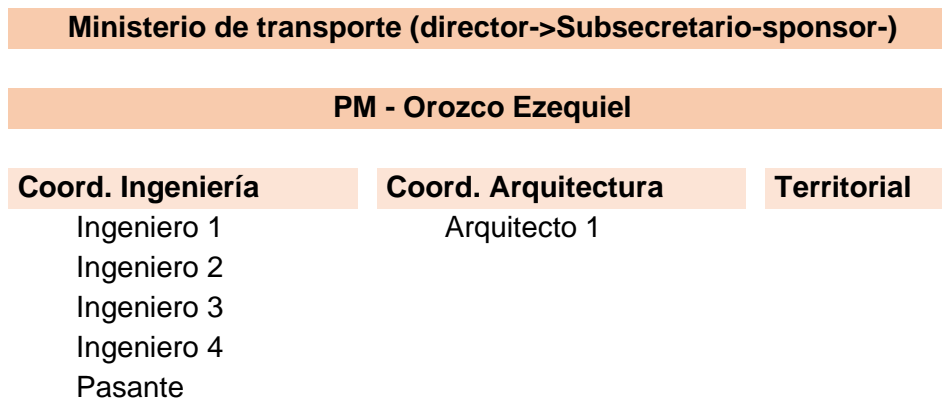 Ministerio de transporte (director->Subsecretario-sponsor-)
PM - Orozco Ezequiel
Coord. Ingeniería
Ingeniero 1
Ingeniero 2
Ingeniero 3
Ingeniero 4
Pasante
Coord. Arquitectura
Arquitecto 1
Territorial